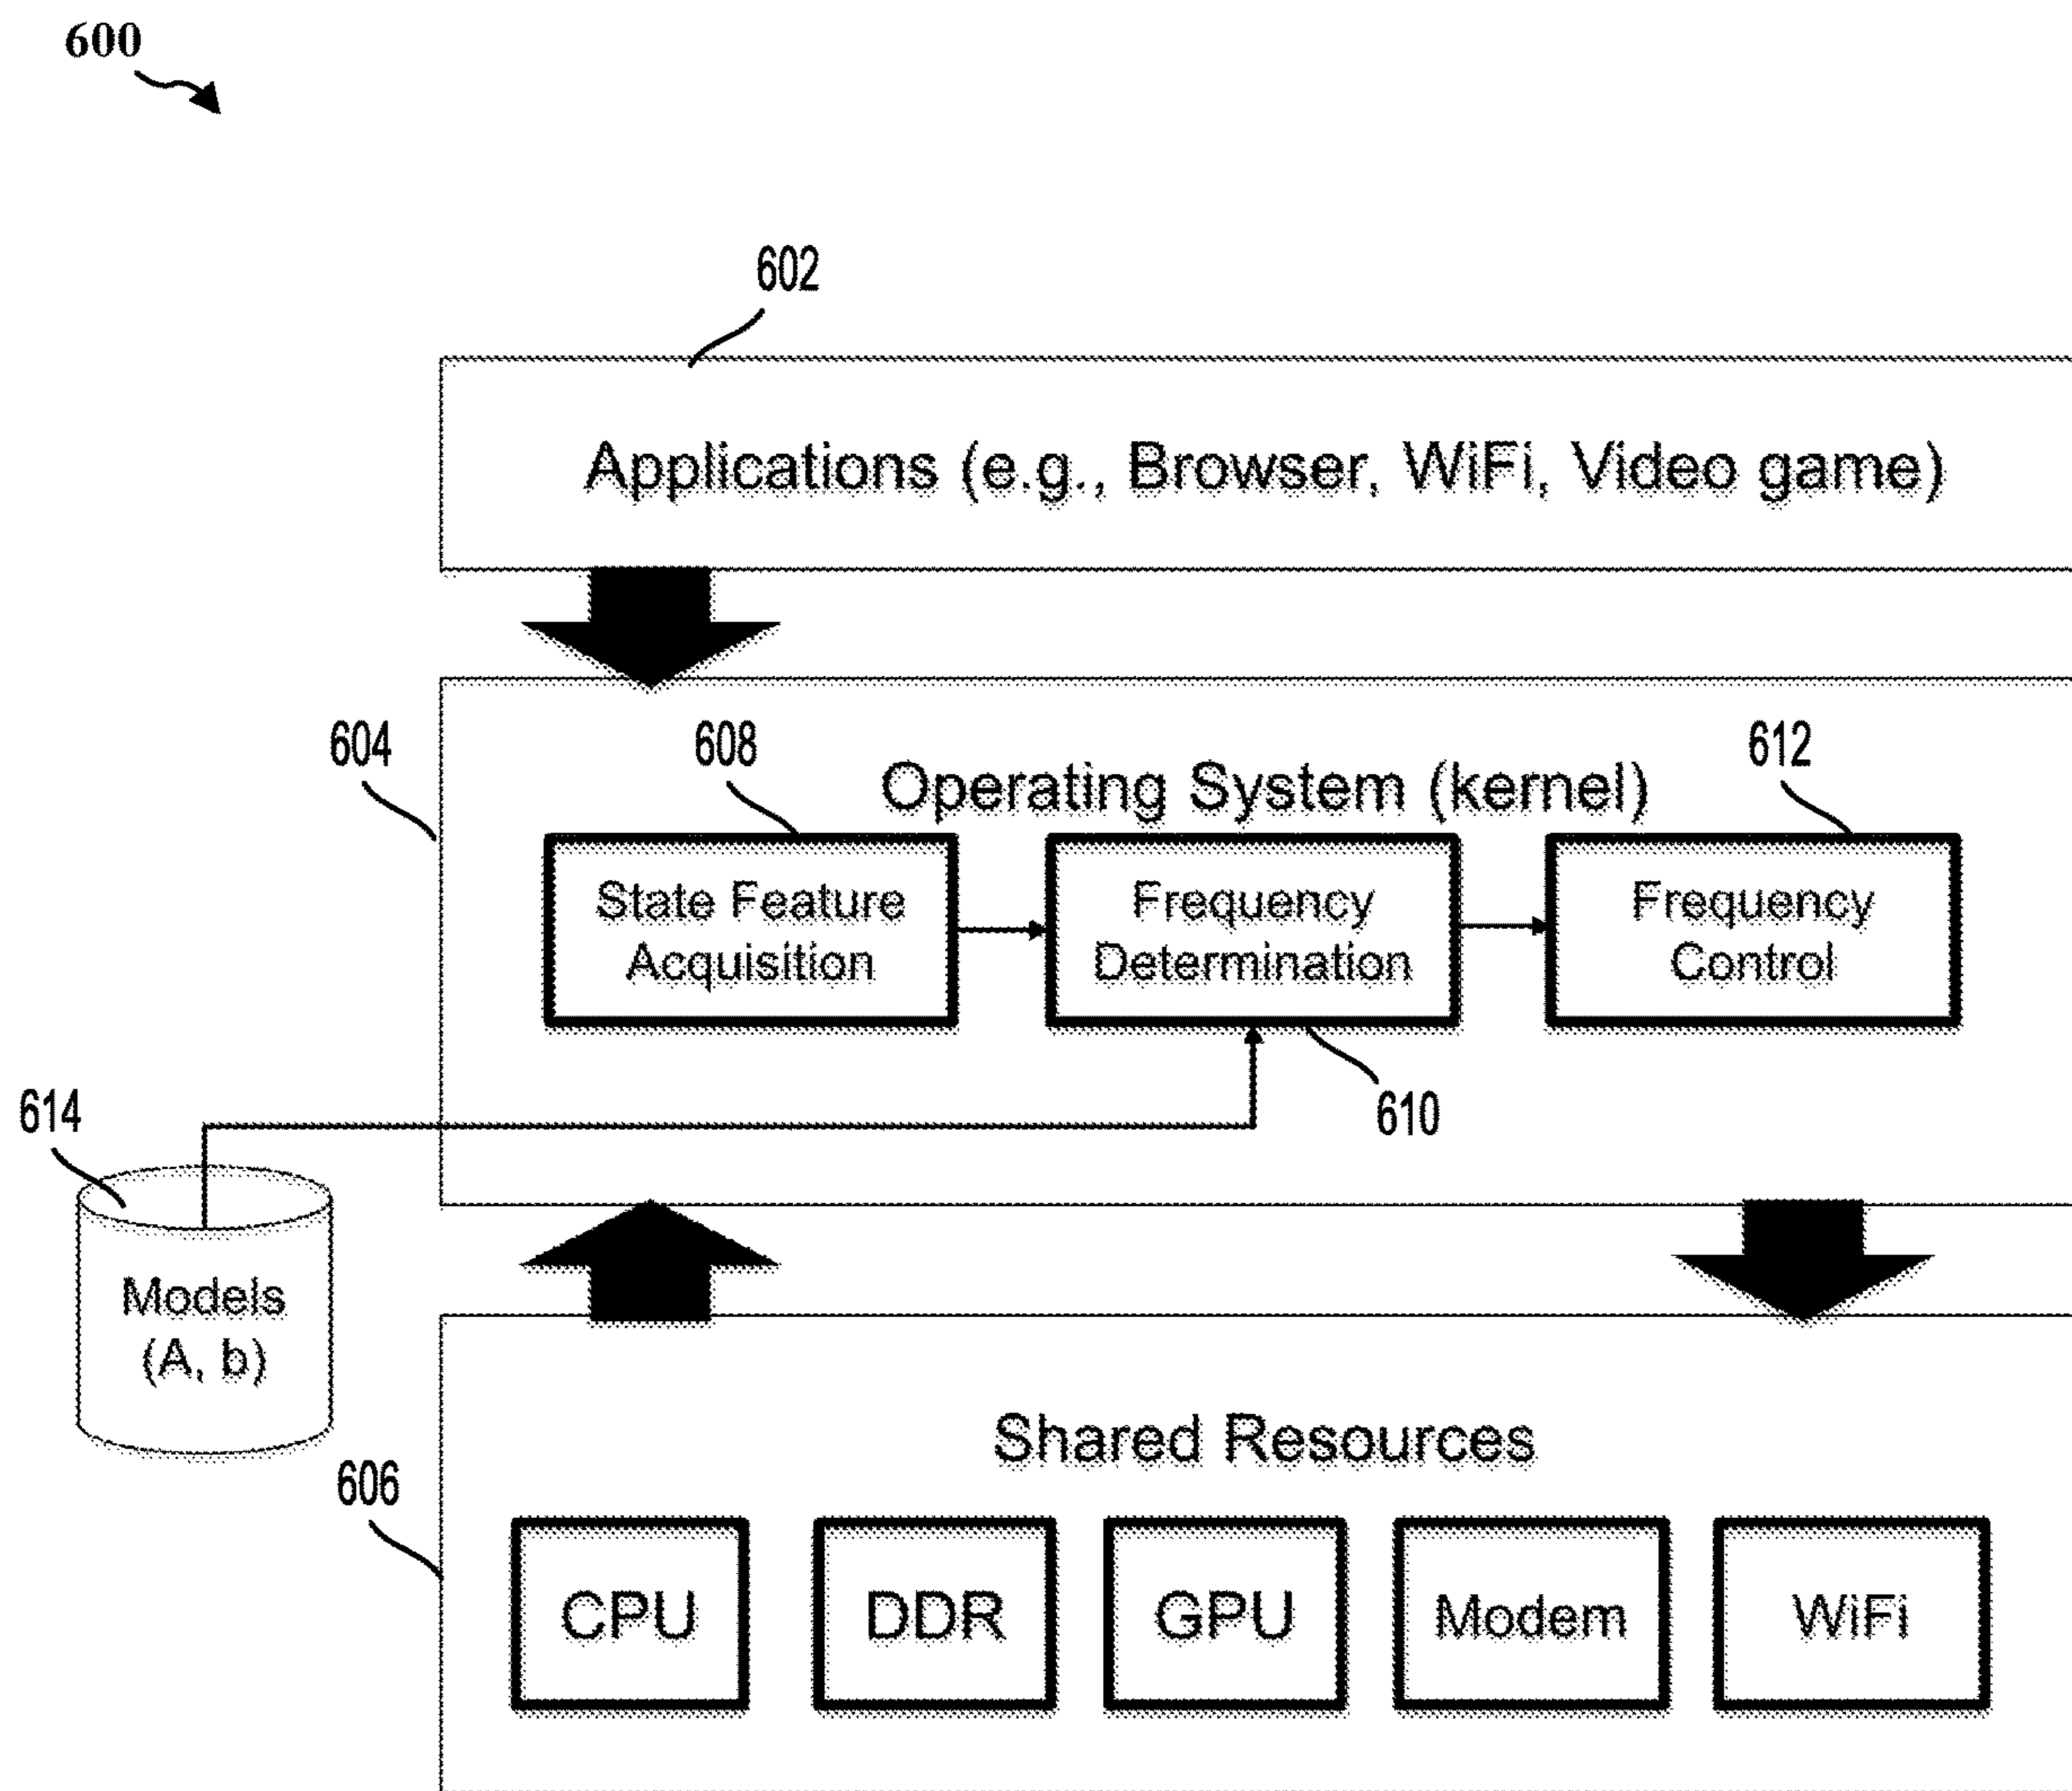 600
602
Applications (e.g., Browser, WiFi, Video game)
604
608
612
Operating System (kernel)
State Feature
Acquisition
Frequency
Determination
Frequency
Control
614
610
Models
(A, b)
606
Shared Resources
CPU
DDR
GPU
Modem
WiFi